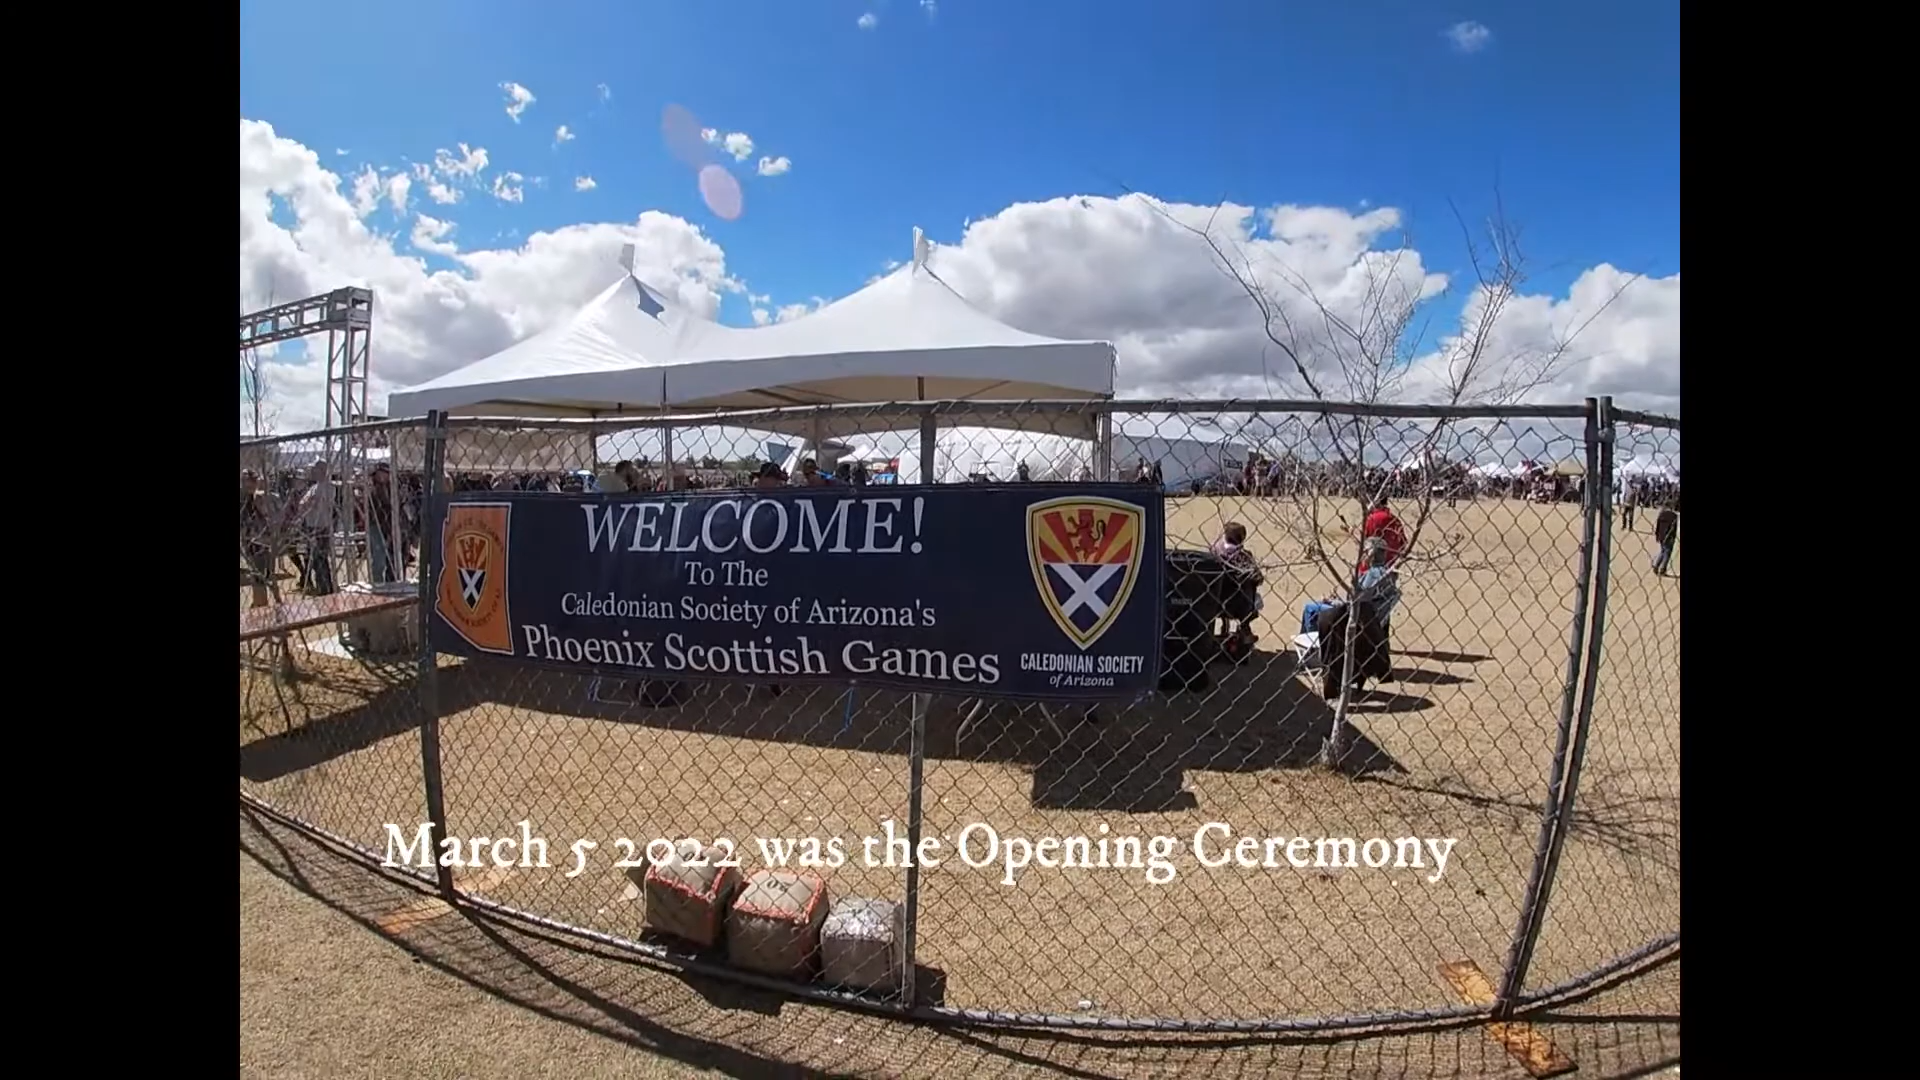 WELCOME!
To The
Caledonian Society of Arizona's
Phoenix Scottish Games
CALEDONIAN SOCIETY
of Arizona
March 5 2022 was the Opening Ceremony